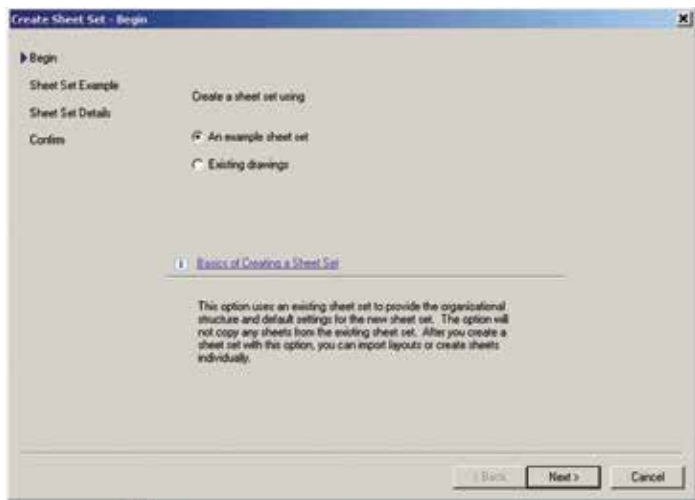 Create Sheet Set - Begin
Begin
Sheet Set Example
Sheet Set Details
Confirm
Create a sheet set using
An example sheet set
Existing drawings
Basics of Creating a Sheet Set
This option uses an existing sheet set to provide the organizational
structure and default settings for the new sheet set. The option will
not copy any sheets from the existing sheet set. After you create a
sheet set with this option, you can import layouts or create sheets
individually.
< Back
Next >
Cancel